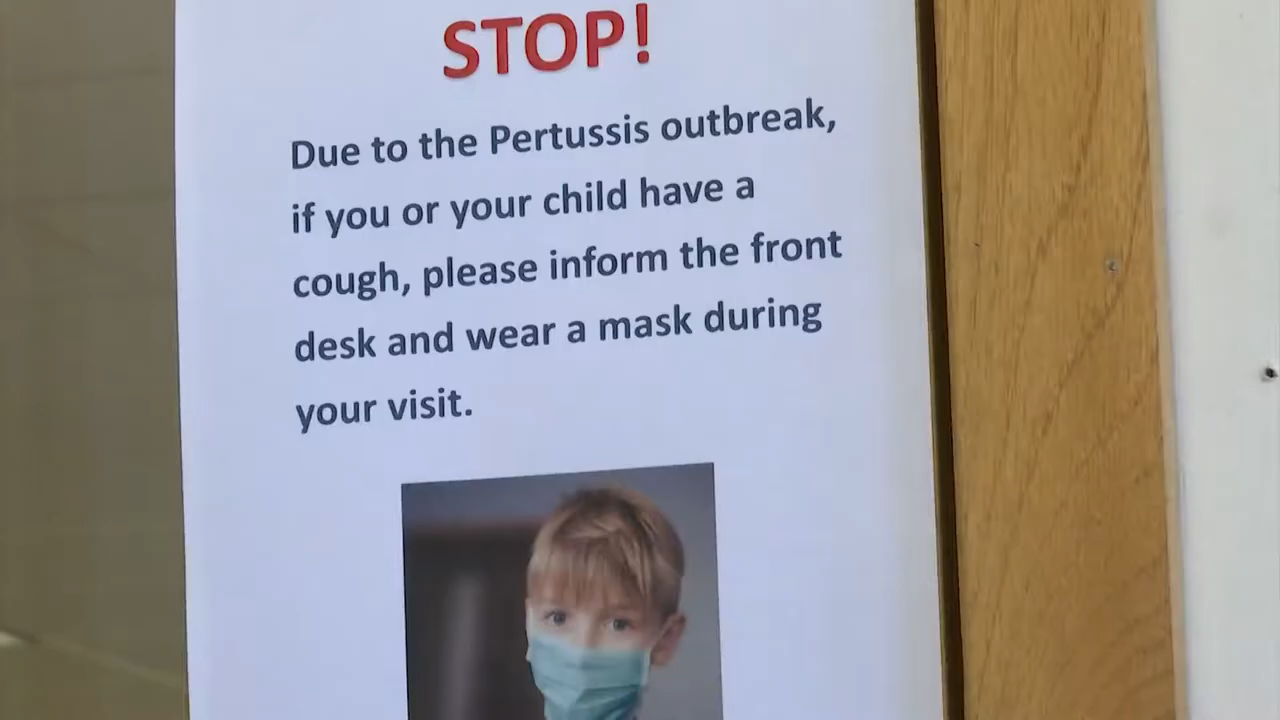 STOP!
Due to the Pertussis outbreak,
if you or your child have a
cough, please inform the front
desk and wear a mask during
your visit.